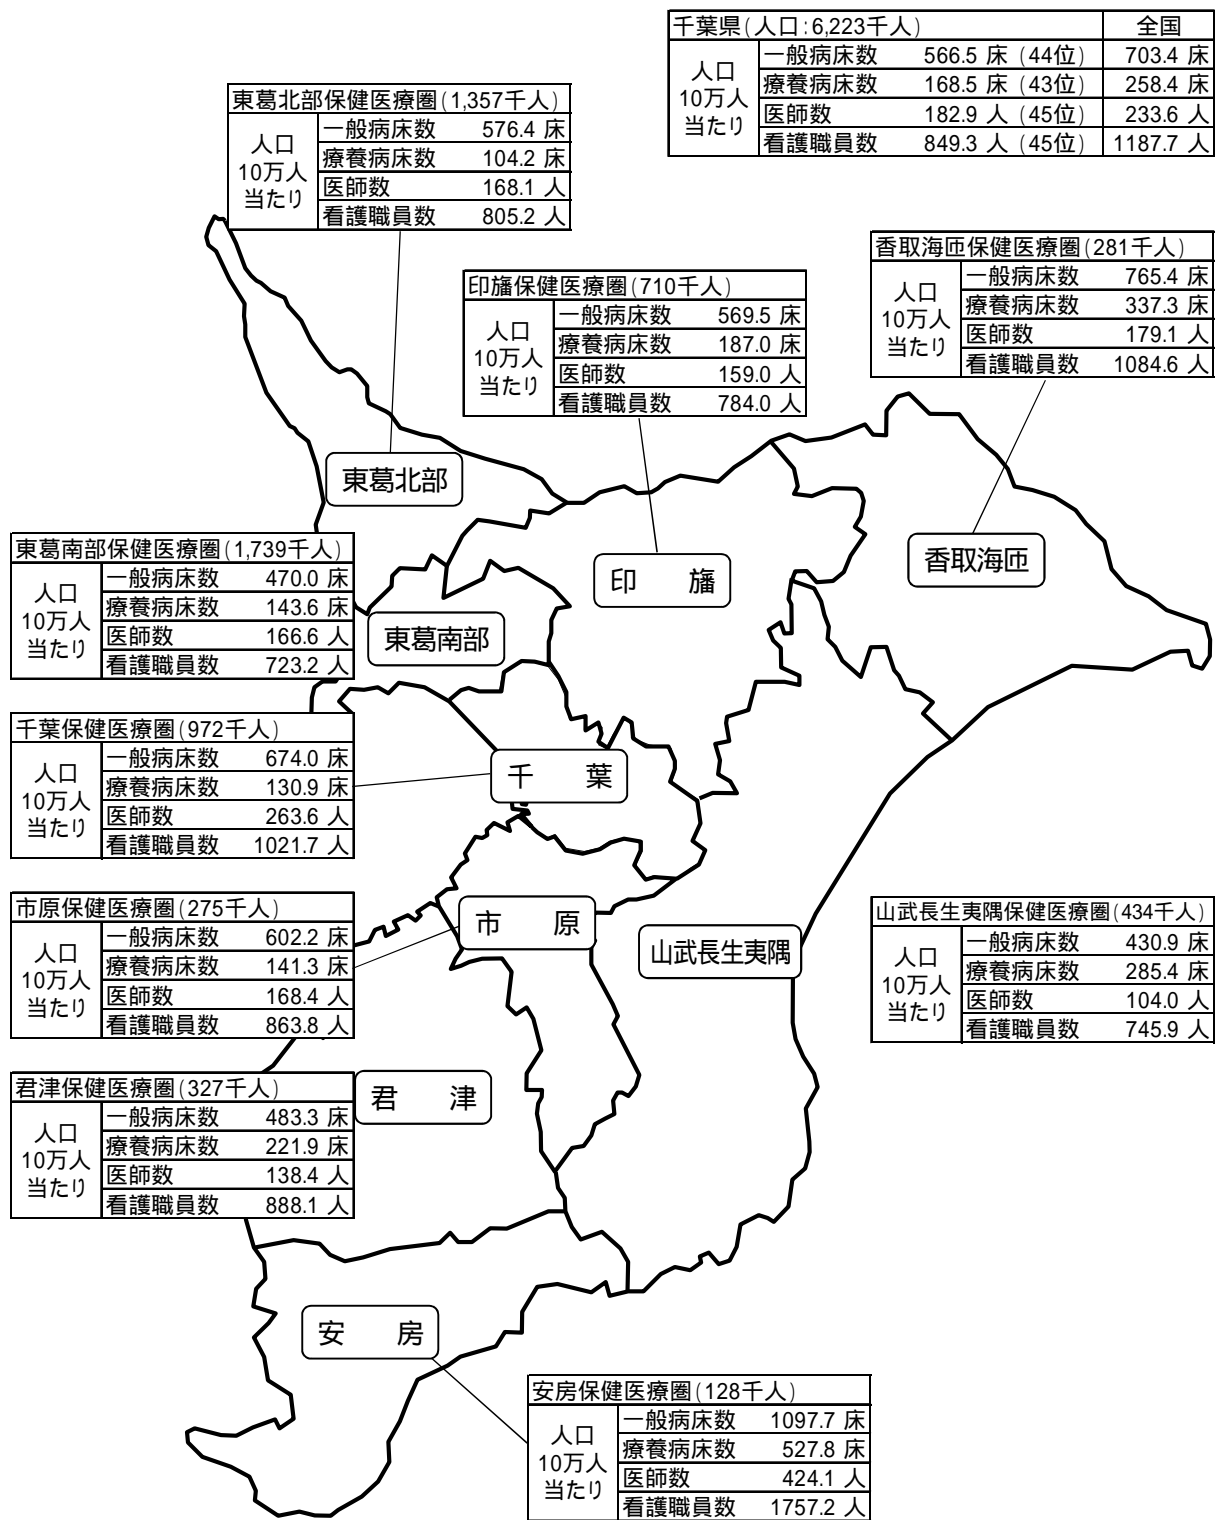 千葉県(人口:6,223千人) 全国
人口10万人当たり
一般病床数 566.5 床 (44位) 703.4 床
療養病床数 168.5 床 (43位) 258.4 床
医師数 182.9 人 (45位) 233.6 人
看護職員数 849.3 人 (45位) 1187.7 人
東葛北部保健医療圏(1,357千人)
人口10万人当たり
一般病床数 576.4 床
療養病床数 104.2 床
医師数 168.1 人
看護職員数 805.2 人
香取海匝保健医療圏(281千人)
人口10万人当たり
一般病床数 765.4 床
療養病床数 337.3 床
医師数 179.1 人
看護職員数 1084.6 人
印旛保健医療圏(710千人)
人口10万人当たり
一般病床数 569.5 床
療養病床数 187.0 床
医師数 159.0 人
看護職員数 784.0 人
東葛北部
東葛南部保健医療圏(1,739千人)
人口10万人当たり
一般病床数 470.0 床
療養病床数 143.6 床
医師数 166.6 人
看護職員数 723.2 人
印 旛
香取海匝
東葛南部
千葉保健医療圏(972千人)
人口10万人当たり
一般病床数 674.0 床
療養病床数 130.9 床
医師数 263.6 人
看護職員数 1021.7 人
千 葉
市原保健医療圏(275千人)
人口10万人当たり
一般病床数 602.2 床
療養病床数 141.3 床
医師数 168.4 人
看護職員数 863.8 人
市 原
山武長生夷隅
山武長生夷隅保健医療圏(434千人)
人口10万人当たり
一般病床数 430.9 床
療養病床数 285.4 床
医師数 104.0 人
看護職員数 745.9 人
君津保健医療圏(327千人)
人口10万人当たり
一般病床数 483.3 床
療養病床数 221.9 床
医師数 138.4 人
看護職員数 888.1 人
君 津
安 房
安房保健医療圏(128千人)
人口10万人当たり
一般病床数 1097.7 床
療養病床数 527.8 床
医師数 424.1 人
看護職員数 1757.2 人